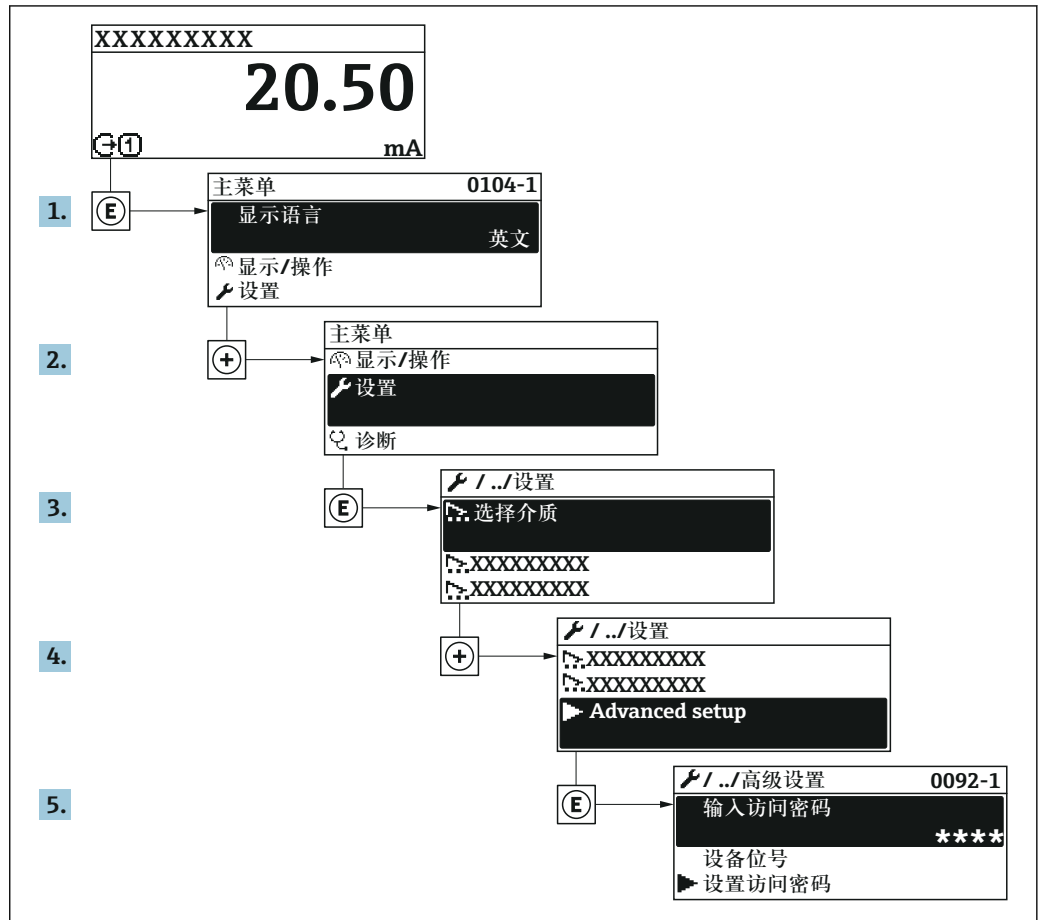 XXXXXXXXX
20.50
1 mA
1. E
主菜单 0104-1
显示语言
英文
显示/操作
设置
2. +
主菜单
显示/操作
设置
诊断
3. E
/ ../设置
选择介质
XXXXXXXXX
XXXXXXXXX
4. +
/ ../设置
XXXXXXXXX
XXXXXXXXX
Advanced setup
5. E
/ ../高级设置 0092-1
输入访问密码
****
设备位号
设置访问密码